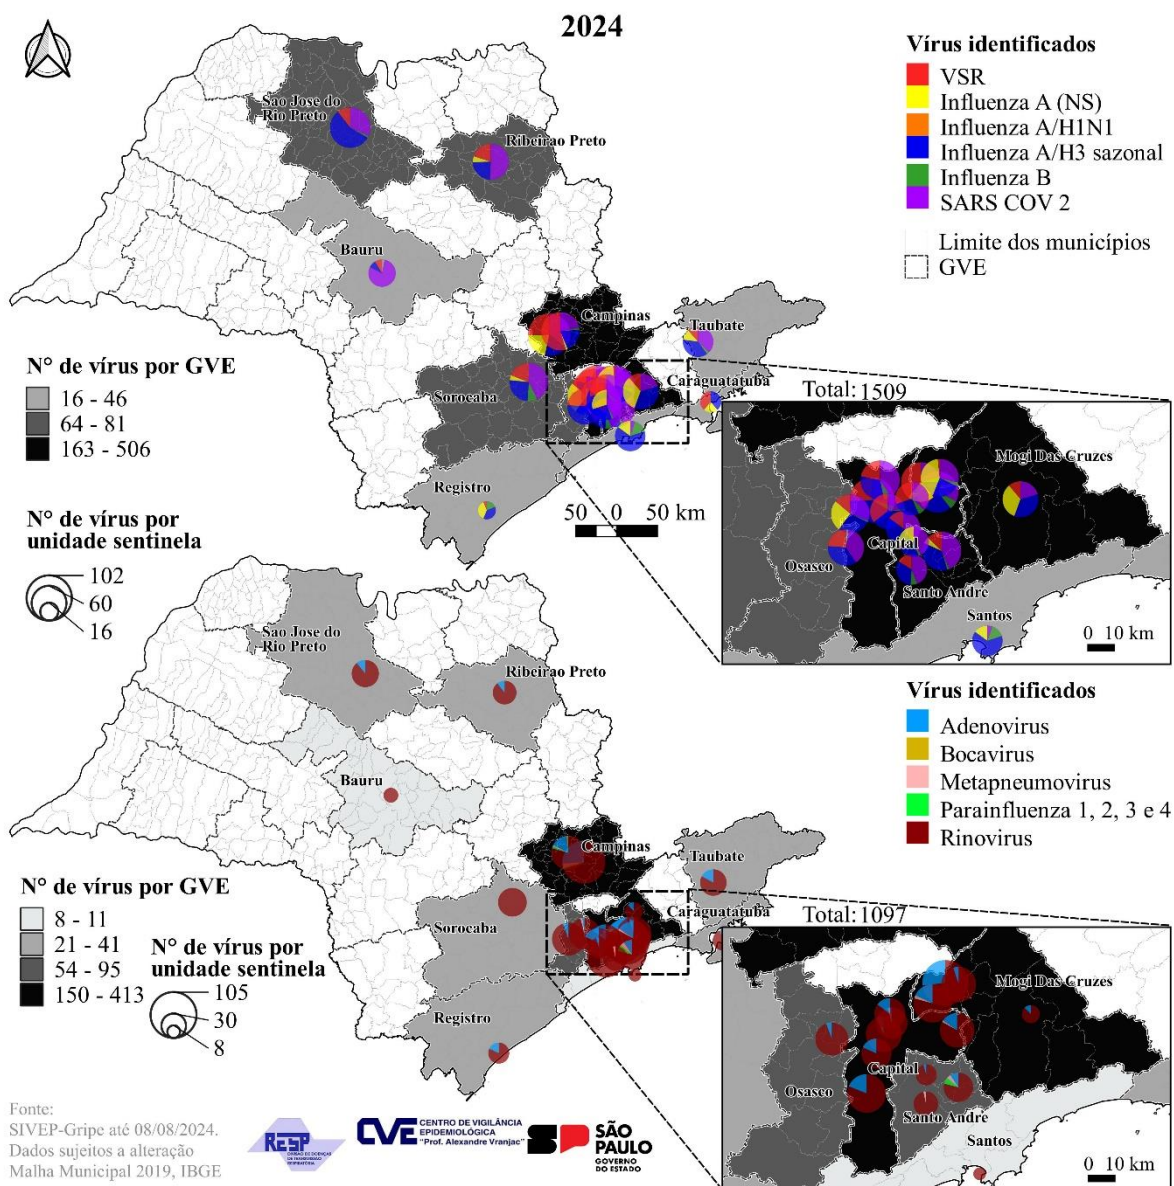 2024
Vírus identificados
VSR
Influenza A (NS)
Influenza A/H1N1
Influenza A/H3 sazonal
Influenza B
SARS COV 2
Limite dos municípios
GVE
Sao Jose do
Rio Preto
Ribeirao Preto
Bauru
Campinas
Taubate
Sorocaba
Caraguatatuba
Registro
N° de vírus por GVE
16 - 46
64 - 81
163 - 506
N° de vírus por
unidade sentinela
102
60
16
50 0 50 km
Total: 1509
Mogi Das Cruzes
Capital
Osasco
Santo Andre
Santos
0 10 km
Sao Jose do
Rio Preto
Ribeirao Preto
Bauru
Campinas
Taubate
Sorocaba
Caraguatatuba
Registro
Vírus identificados
Adenovirus
Bocavirus
Metapneumovirus
Parainfluenza 1, 2, 3 e 4
Rinovirus
N° de vírus por GVE
8 - 11
21 - 41
54 - 95
150 - 413
N° de vírus por
unidade sentinela
105
30
8
Total: 1097
Mogi Das Cruzes
Capital
Osasco
Santo Andre
Santos
0 10 km
Fonte:
SIVEP-Gripe até 08/08/2024.
Dados sujeitos a alteração
Malha Municipal 2019, IBGE
RESP
CVE CENTRO DE VIGILÂNCIA
EPIDEMIOLÓGICA
"Prof. Alexandre Vranjac"
SP
SÃO
PAULO
GOVERNO
DO ESTADO